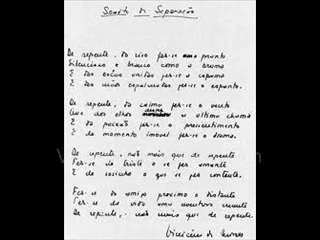 Soneto de Separação
De repente, do riso fez-se o pranto
Silencioso e branco como a bruma
E das bocas unidas fez-se a espuma
E das mãos espalmadas fez-se o espanto.
De repente, da calma fez-se o vento
Que dos olhos desfez a última chama
E da paixão fez-se o pressentimento
E do momento imóvel fez-se o drama.
De repente, não mais que de repente
Fez-se de triste o que se fez amante
E de sozinho o que se fez contente.
Fez-se do amigo próximo o distante
Fez-se da vida uma aventura errante
De repente, não mais que de repente.
Vinicius de Moraes